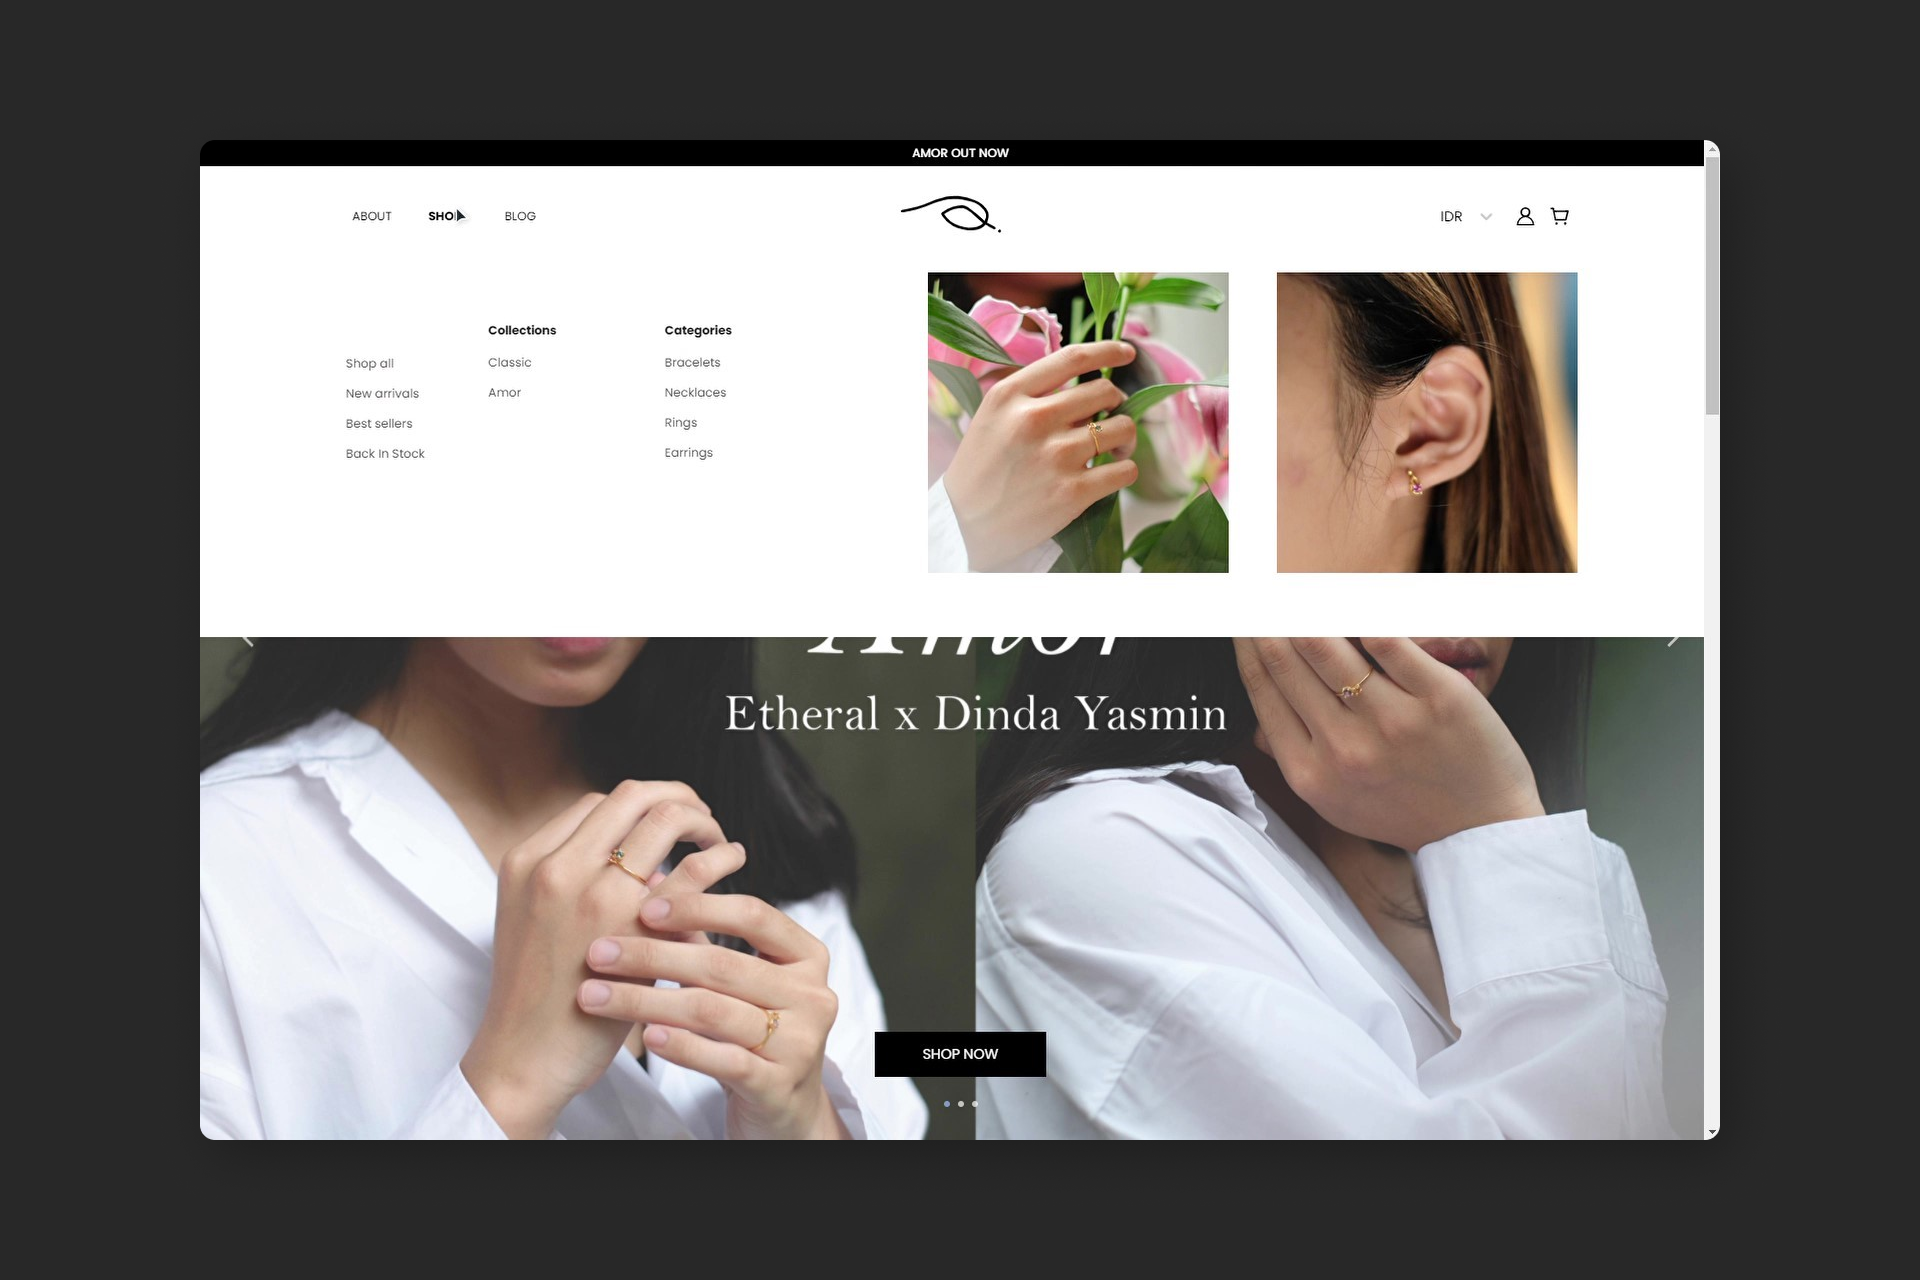 AMOR OUT NOW
ABOUT SHOP BLOG
IDR
Collections
Categories
Shop all
Classic
Bracelets
New arrivals
Amor
Necklaces
Best sellers
Rings
Back In Stock
Earrings
Amor
Etheral x Dinda Yasmin
SHOP NOW